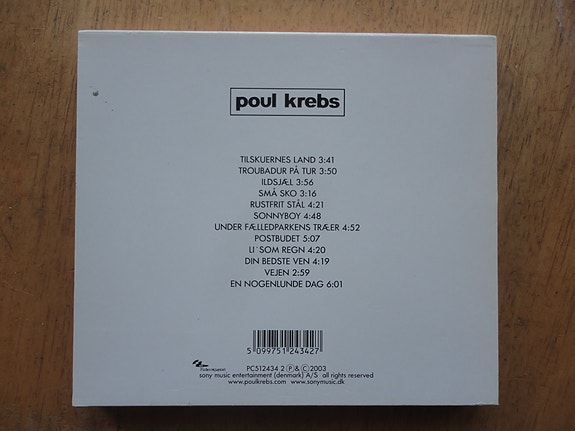 poul krebs
TILSKUERNES LAND 3:41
TROUBADUR PÅ TUR 3:50
ILDSJÆL 3:56
SMÅ SKO 3:16
RUSTFRIT STÅL 4:21
SONNYBOY 4:48
UNDER FÆLLEDPARKENS TRÆER 4:52
POSTBUDET 5:07
LI´SOM REGN 4:20
DIN BEDSTE VEN 4:19
VEJEN 2:59
EN NOGENLUNDE DAG 6:01
5 099751 243427
PC512434 2 Ⓟ & Ⓒ 2003
sony music entertainment (denmark) A/S all rights reserved
www.poulkrebs.com www.sonymusic.dk